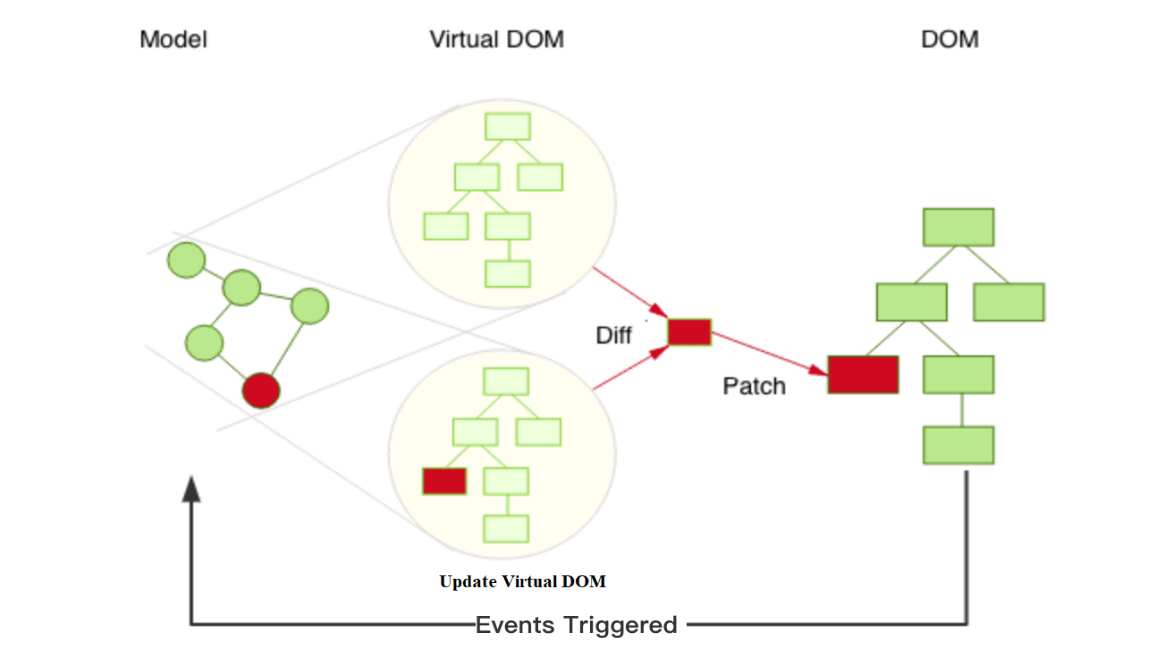 Model
Virtual DOM
DOM
Diff
Patch
Update Virtual DOM
Events Triggered